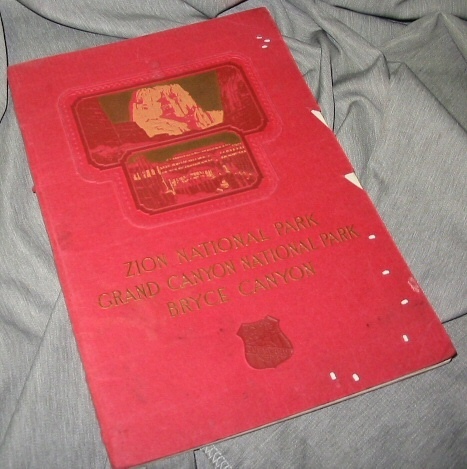 ZION NATIONAL PARK
GRAND CANYON NATIONAL PARK
BRYCE CANYON